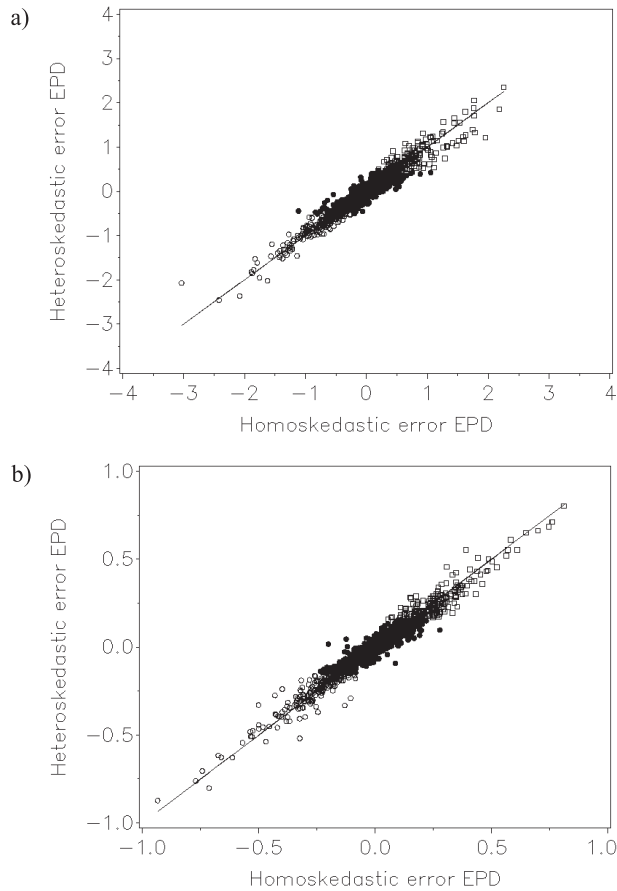 a)
Heteroskedastic error EPD
4
3
2
1
0
−1
−2
−3
−4
−4 −3 −2 −1 0 1 2 3 4
Homoskedastic error EPD
b)
Heteroskedastic error EPD
1.0
0.5
0.0
−0.5
−1.0
−1.0 −0.5 0.0 0.5 1.0
Homoskedastic error EPD